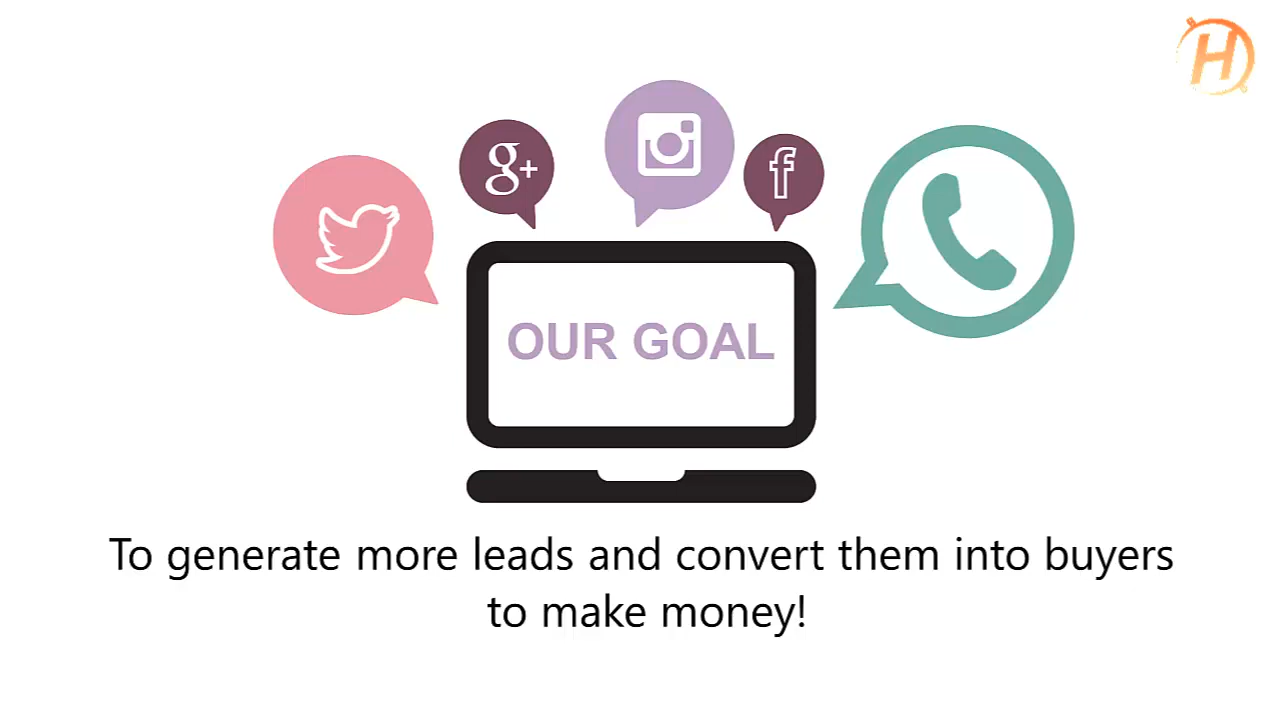 H
g+
f
OUR GOAL
To generate more leads and convert them into buyers
to make money!